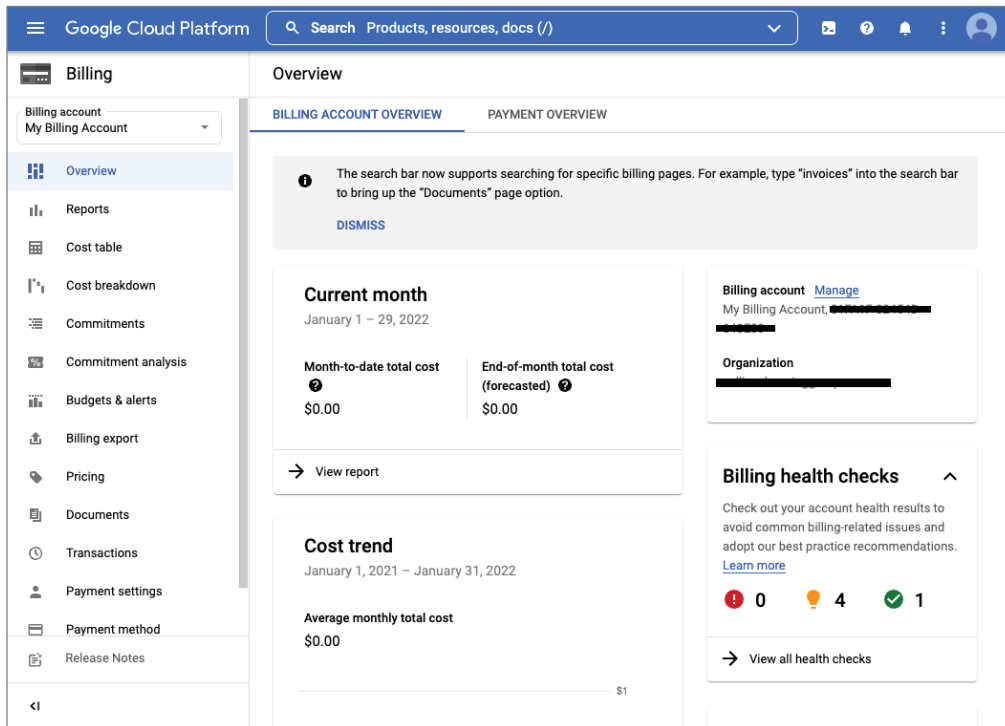 Google Cloud Platform
Search Products, resources, docs (/)
Billing
Billing account
My Billing Account
Overview
Reports
Cost table
Cost breakdown
Commitments
Commitment analysis
Budgets & alerts
Billing export
Pricing
Documents
Transactions
Payment settings
Payment method
Release Notes
Overview
BILLING ACCOUNT OVERVIEW PAYMENT OVERVIEW
The search bar now supports searching for specific billing pages. For example, type “invoices” into the search bar
to bring up the “Documents” page option.
DISMISS
Current month
January 1 – 29, 2022
Month-to-date total cost
$0.00
End-of-month total cost
(forecasted)
$0.00
View report
Cost trend
January 1, 2021 – January 31, 2022
Average monthly total cost
$0.00
$1
Billing account Manage
My Billing Account,
Organization
Billing health checks
Check out your account health results to
avoid common billing-related issues and
adopt our best practice recommendations.
Learn more
0 4 1
View all health checks